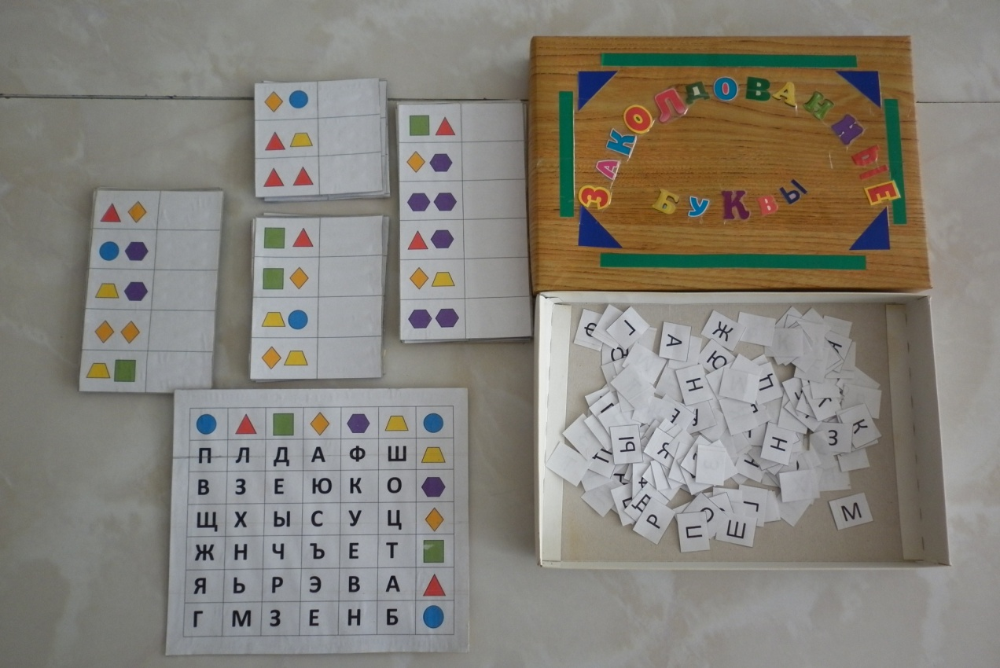 ЗАКОЛДОВАННЫЕ
БУКВЫ
П Л Д А Ф Ш
В З Е Ю К О
Щ Х Ы С У Ц
Ж Н Ч Ъ Е Т
Я Ь Р Э В А
Г М З Е Н Б
Ф
Г
А
Ж
Ю
Н
Ы
Я
Н
З
К
М
Р
П
Ш